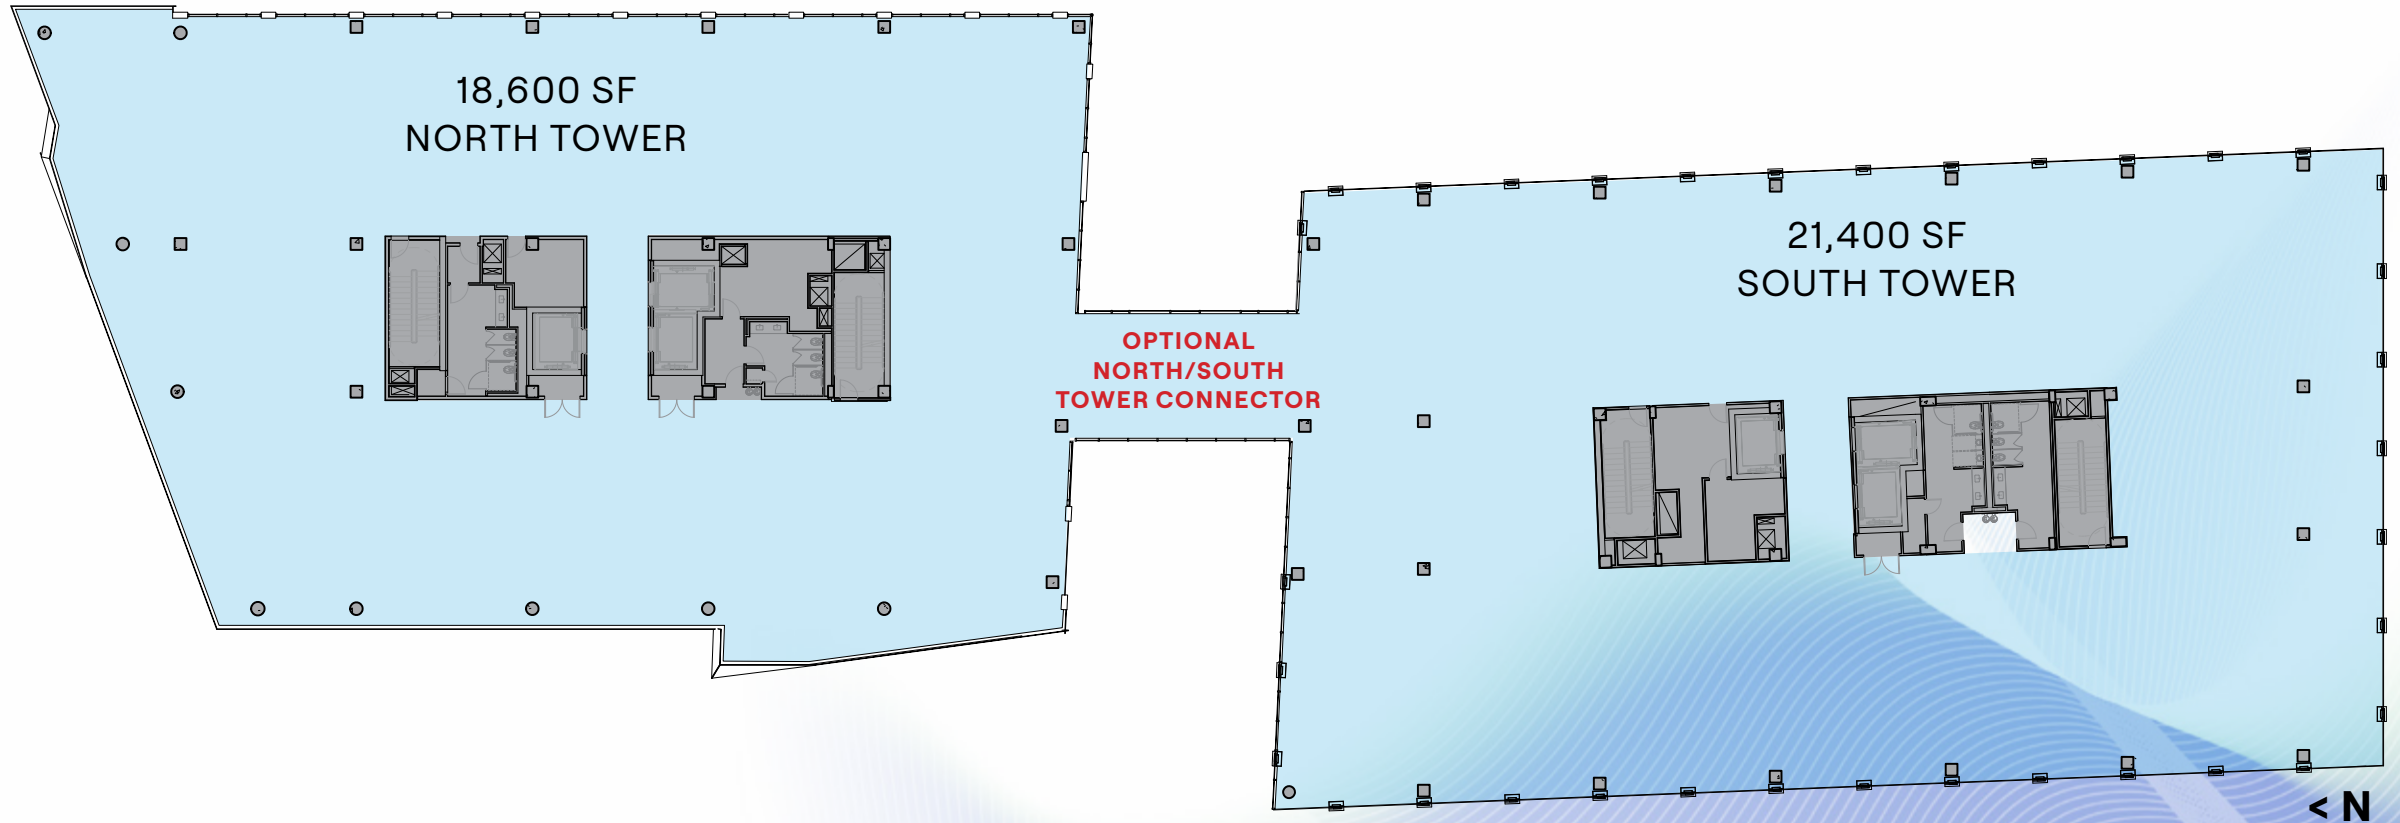 18,600 SF
NORTH TOWER
21,400 SF
SOUTH TOWER
OPTIONAL
NORTH/SOUTH
TOWER CONNECTOR
< N